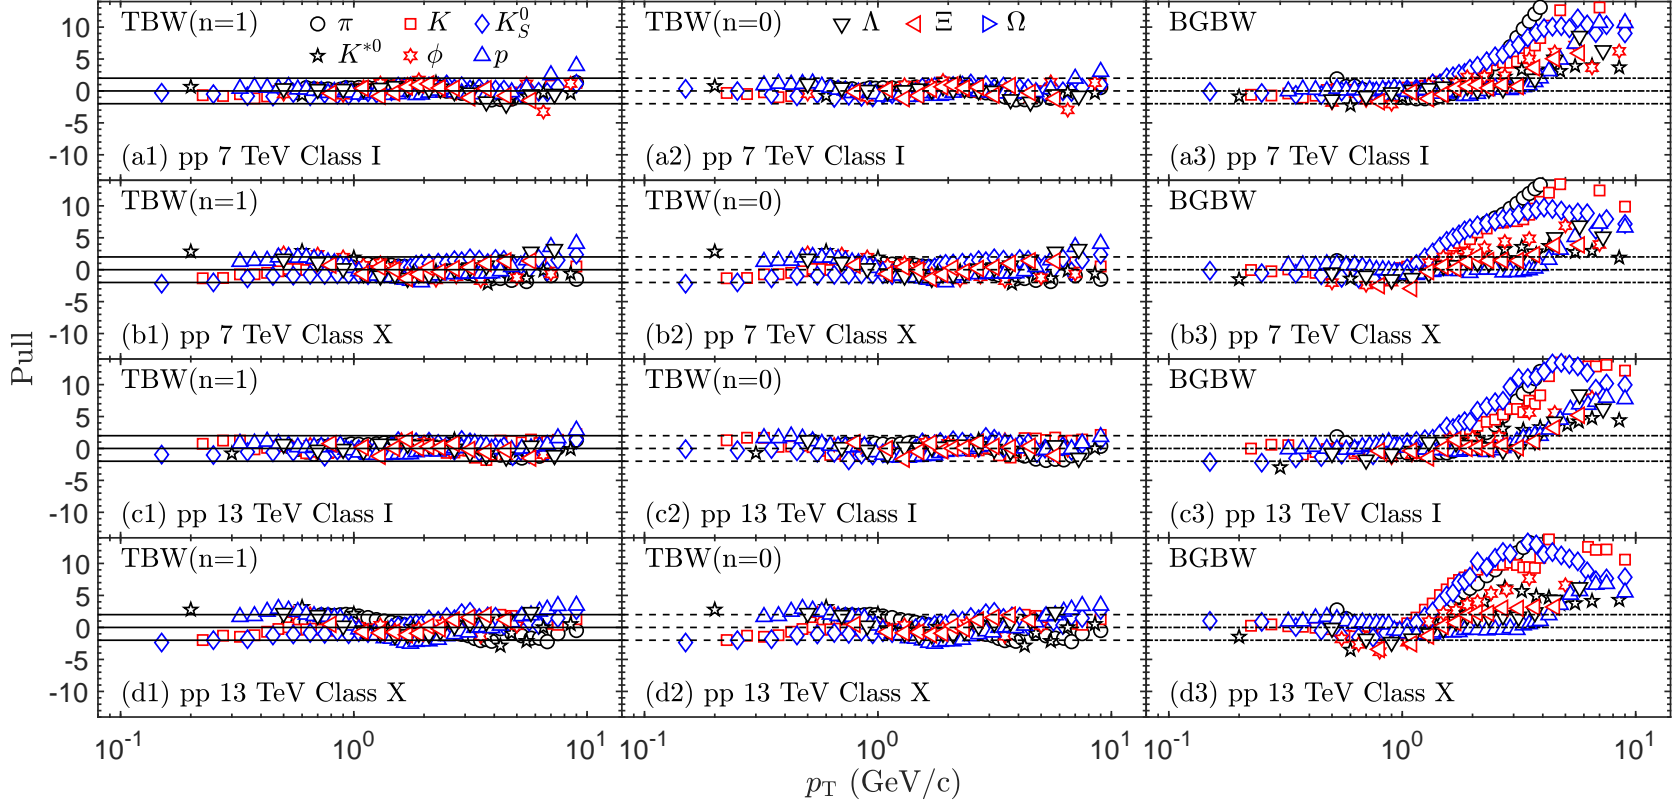 TBW(n=1) π K K_S^0
K^{*0} φ p
10
5
0
-5
-10
(a1) pp 7 TeV Class I
TBW(n=0) Λ Ξ Ω
(a2) pp 7 TeV Class I
BGBW
(a3) pp 7 TeV Class I
TBW(n=1)
10
5
0
-5
-10
(b1) pp 7 TeV Class X
TBW(n=0)
(b2) pp 7 TeV Class X
BGBW
(b3) pp 7 TeV Class X
Pull
TBW(n=1)
10
5
0
-5
-10
(c1) pp 13 TeV Class I
TBW(n=0)
(c2) pp 13 TeV Class I
BGBW
(c3) pp 13 TeV Class I
TBW(n=1)
10
5
0
-5
-10
(d1) pp 13 TeV Class X
TBW(n=0)
(d2) pp 13 TeV Class X
BGBW
(d3) pp 13 TeV Class X
10^{-1} 10^0 10^1 10^{-1} 10^0 10^1 10^{-1} 10^0 10^1
p_T (GeV/c)